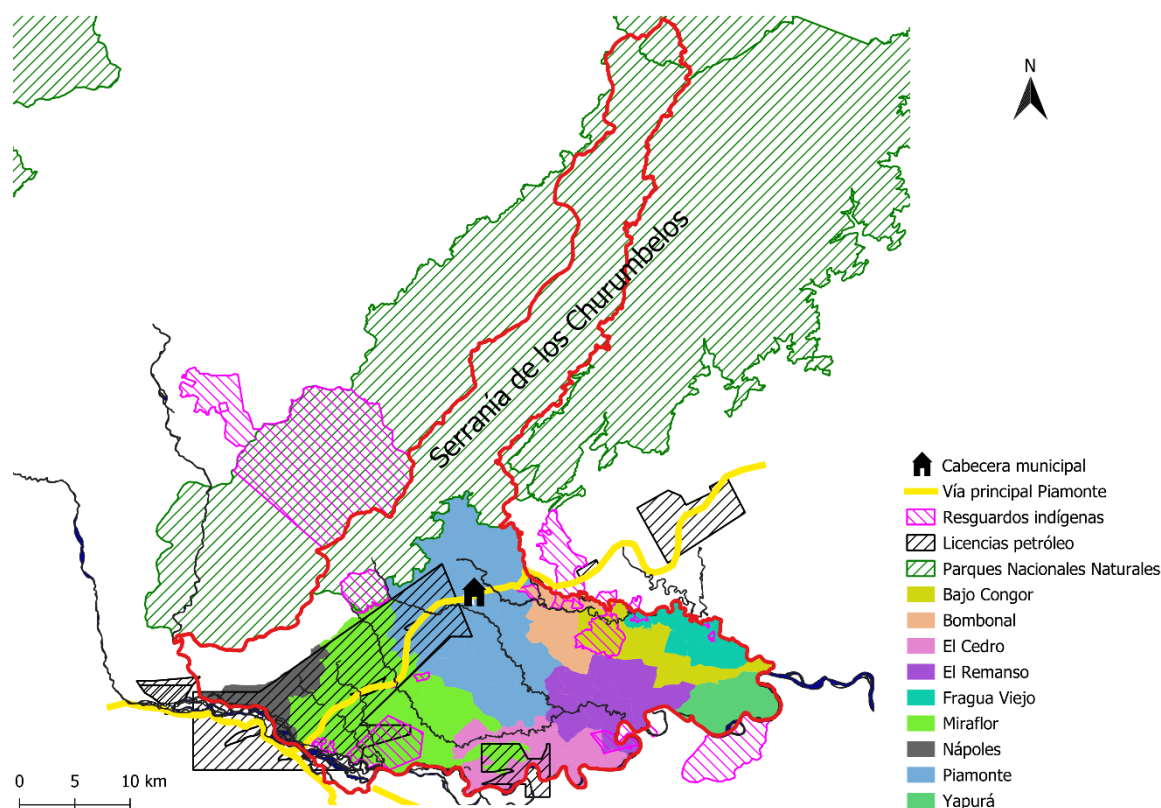 N
Serranía de los Churumbelos
Cabecera municipal
Vía principal Piamonte
Resguardos indígenas
Licencias petróleo
Parques Nacionales Naturales
Bajo Congor
Bombonal
El Cedro
El Remanso
Fragua Viejo
Miraflor
Nápoles
Piamonte
Yapurá
0 5 10 km